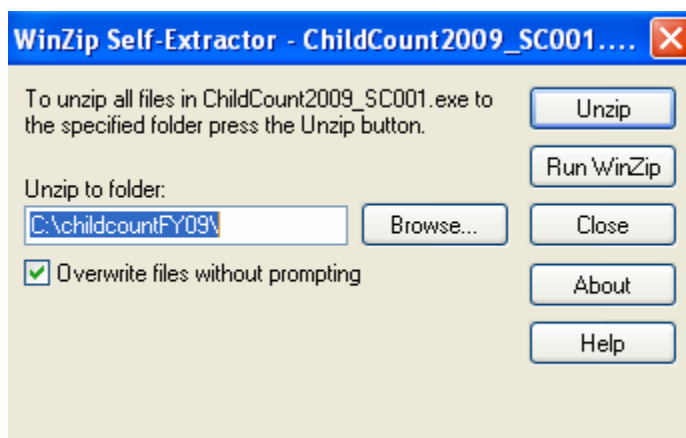 WinZip Self-Extractor - ChildCount2009_SC001....
To unzip all files in ChildCount2009_SC001.exe to
the specified folder press the Unzip button.
Unzip to folder:
C:\childcountFY09\
Browse...
Overwrite files without prompting
Unzip
Run WinZip
Close
About
Help